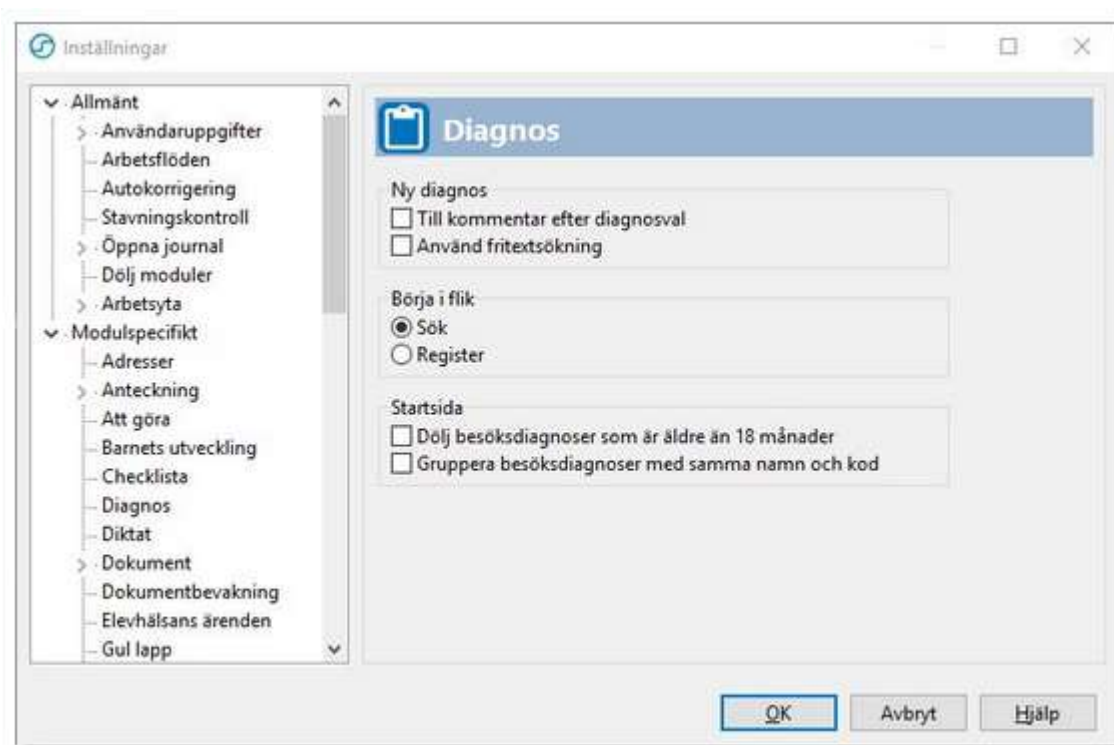 Inställningar
Allmänt
Användaruppgifter
Arbetsflöden
Autokorrigering
Stavningskontroll
Öppna journal
Dölj moduler
Arbetsyta
Modulspecifikt
Adresser
Anteckning
Att göra
Barnets utveckling
Checklista
Diagnos
Diktat
Dokument
Dokumentbevakning
Elevhälsans ärenden
Gul lapp
Diagnos
Ny diagnos
Till kommentar efter diagnosval
Använd fritextsökning
Börja i flik
Sök
Register
Startsida
Dölj besöksdiagnoser som är äldre än 18 månader
Gruppera besöksdiagnoser med samma namn och kod
OK
Avbryt
Hjälp